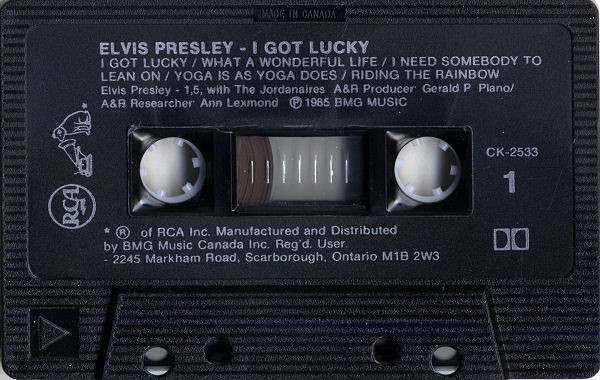 MADE IN CANADA
ELVIS PRESLEY - I GOT LUCKY
I GOT LUCKY / WHAT A WONDERFUL LIFE / I NEED SOMEBODY TO
LEAN ON / YOGA IS AS YOGA DOES / RIDING THE RAINBOW
Elvis Presley - 1,5, with The Jordanaires A&R Producer Gerald P Plano/
A&R Researcher Ann Lexmond ℗ 1985 BMG MUSIC
*
RCA
CK-2533
1
* ® of RCA Inc. Manufactured and Distributed
by BMG Music Canada Inc. Reg'd. User.
- 2245 Markham Road, Scarborough, Ontario M1B 2W3